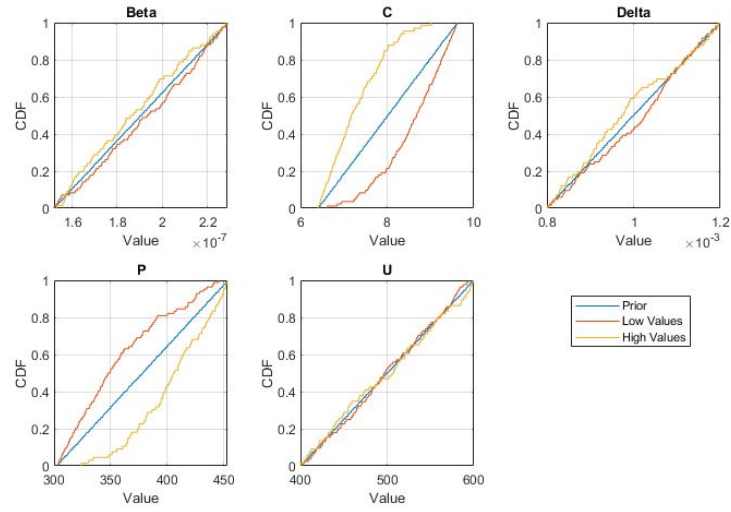 Beta
1
0.8
0.6
0.4
0.2
0
CDF
1.6 1.8 2 2.2
Value
×10⁻⁷
C
1
0.8
0.6
0.4
0.2
0
CDF
6 8 10
Value
Delta
1
0.8
0.6
0.4
0.2
0
CDF
0.8 1 1.2
Value
×10⁻³
P
1
0.8
0.6
0.4
0.2
0
CDF
300 350 400 450
Value
U
1
0.8
0.6
0.4
0.2
0
CDF
400 500 600
Value
Prior
Low Values
High Values